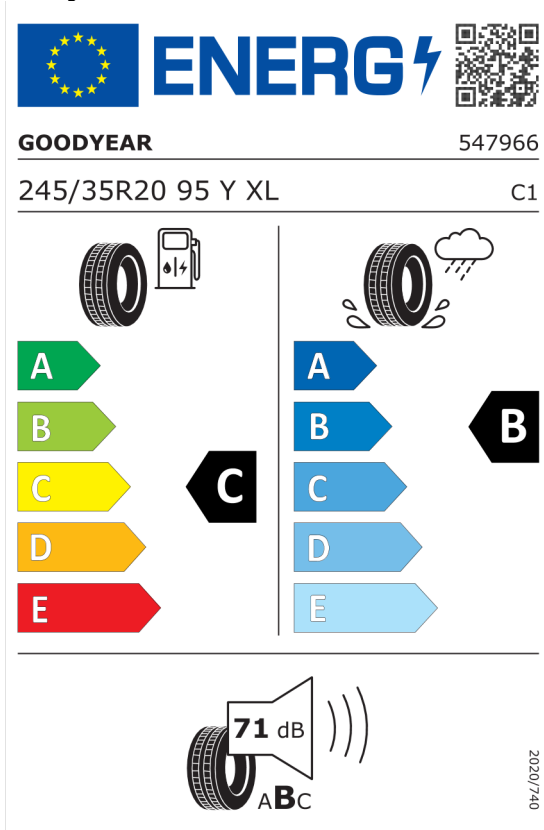 ENERG
GOODYEAR 547966
245/35R20 95 Y XL C1
A A
B B B
C C C
D D
E E
71 dB
ABC
2020/740